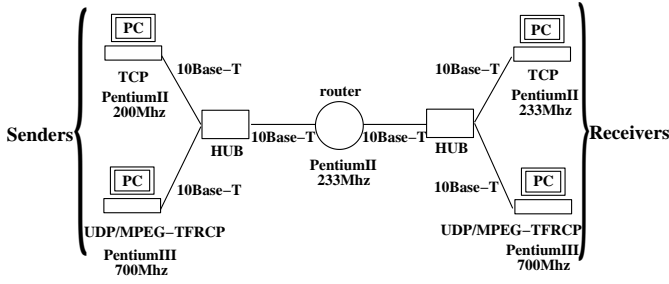 PC
TCP
PentiumII
200Mhz
10Base−T
Senders
HUB
10Base−T
router
PentiumII
233Mhz
10Base−T
HUB
10Base−T
PC
TCP
PentiumII
233Mhz
Receivers
PC
10Base−T
UDP/MPEG−TFRCP
PentiumIII
700Mhz
10Base−T
PC
UDP/MPEG−TFRCP
PentiumIII
700Mhz